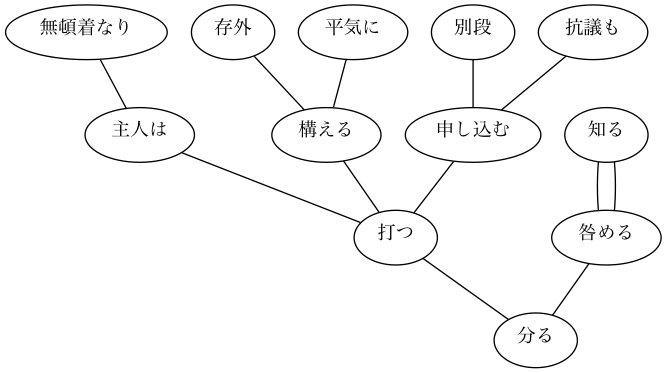 無頓着なり
存外
平気に
別段
抗議も
主人は
構える
申し込む
知る
打つ
咎める
分る